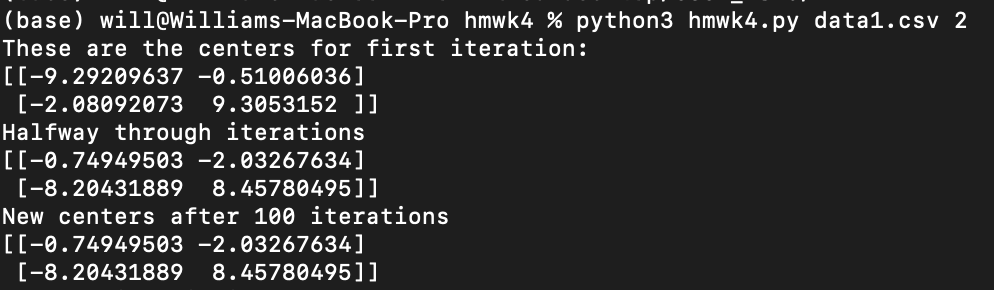 (base) will@Williams-MacBook-Pro hmwk4 % python3 hmwk4.py data1.csv 2
These are the centers for first iteration:
[[-9.29209637 -0.51006036]
 [-2.08092073  9.3053152 ]]
Halfway through iterations
[[-0.74949503 -2.03267634]
 [-8.20431889  8.45780495]]
New centers after 100 iterations
[[-0.74949503 -2.03267634]
 [-8.20431889  8.45780495]]